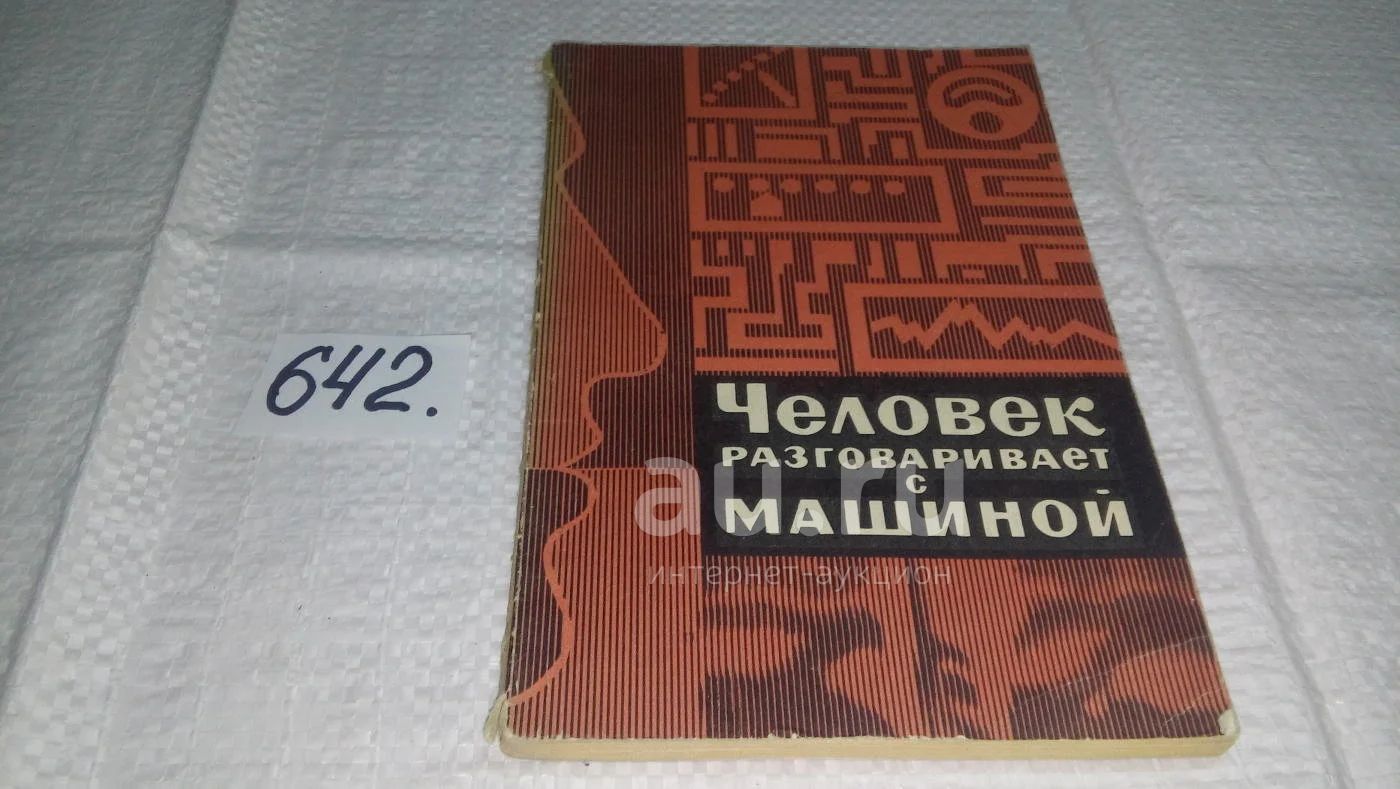 642.
Человек
разговаривает
с
машиной
au.ru
интернет-аукцион